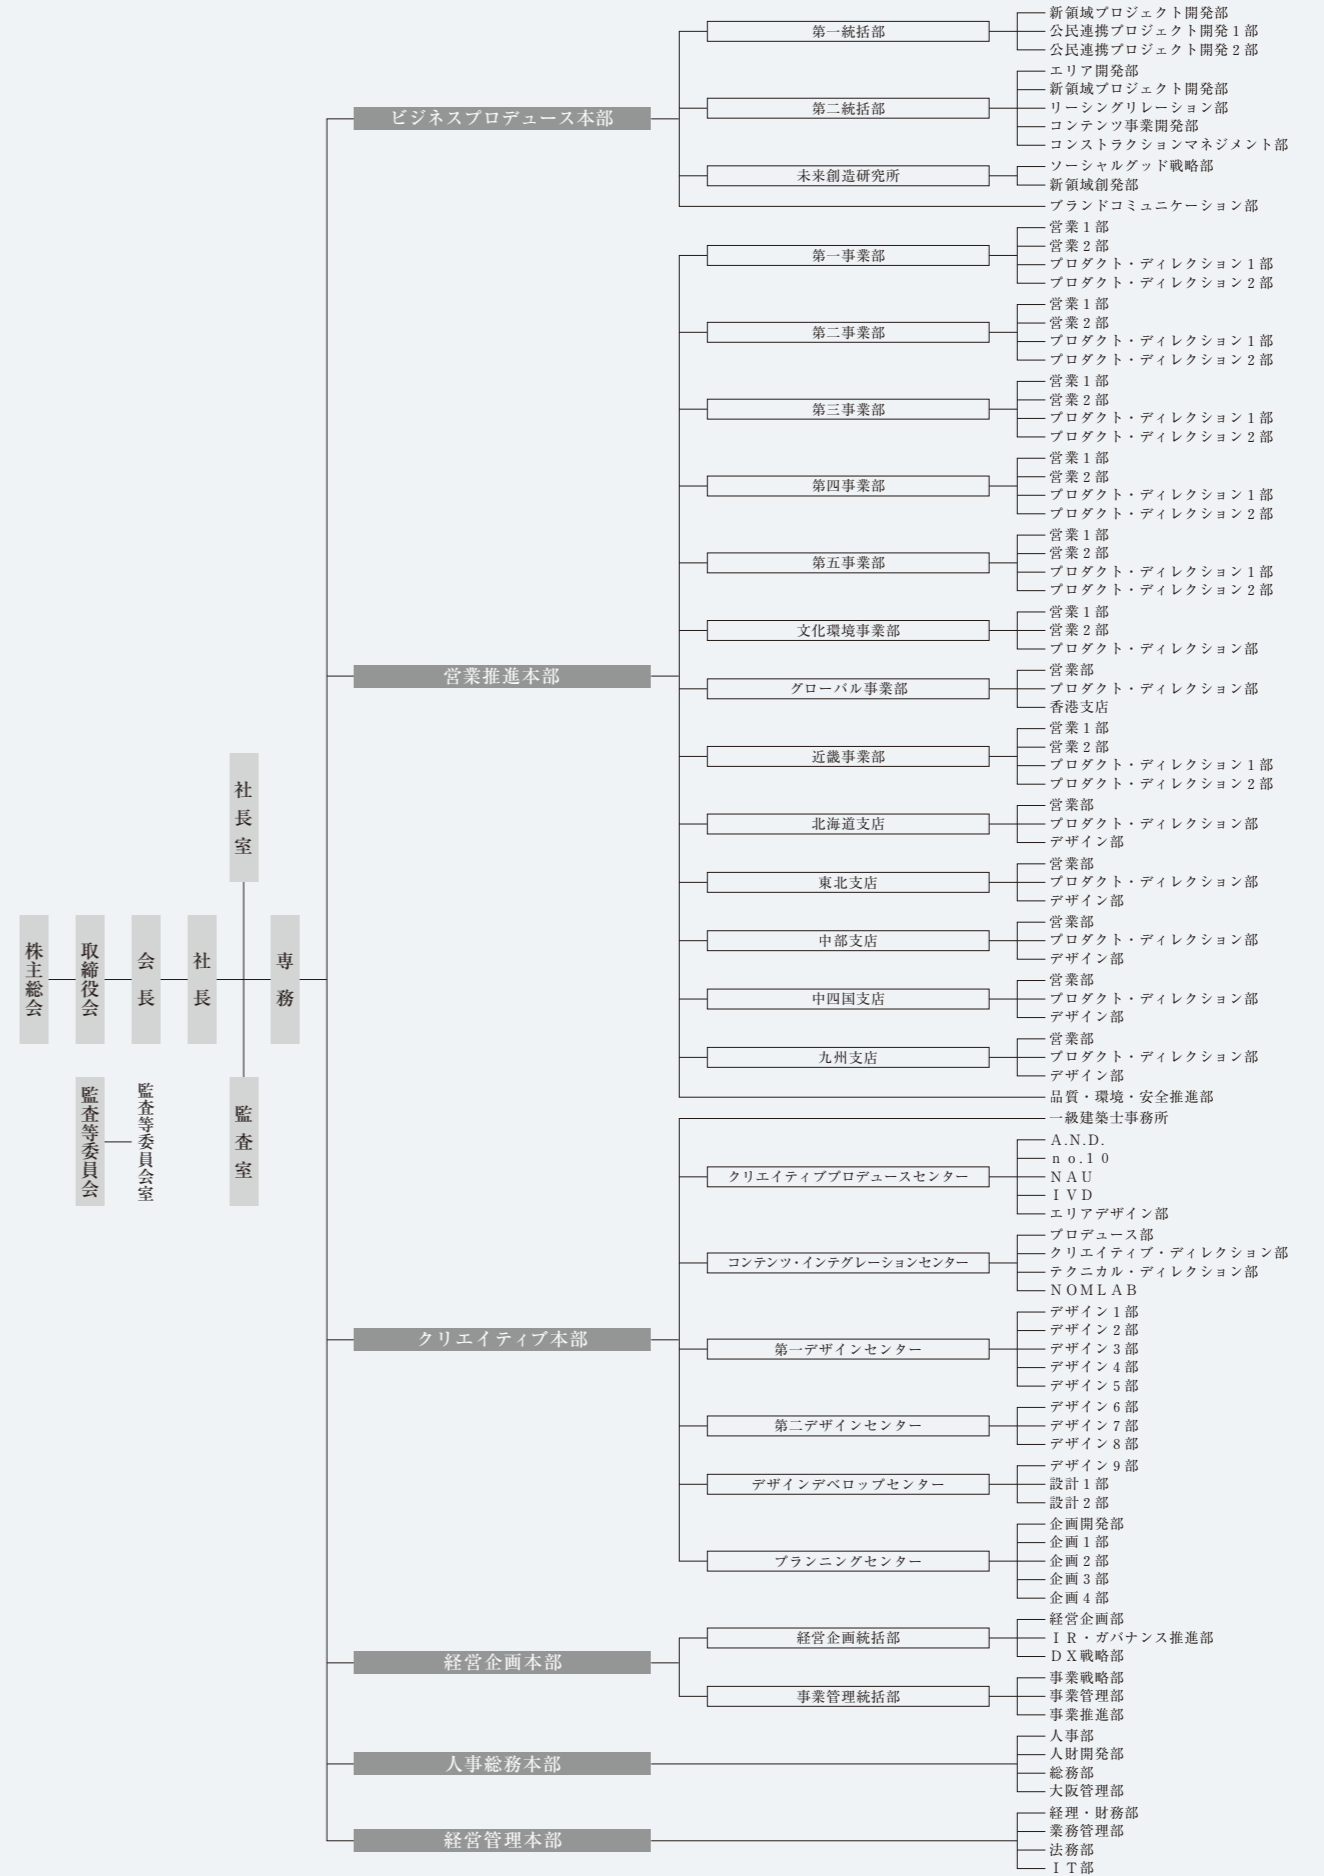 株主総会
取締役会
会長
社長
社長室
専務
監査等委員会
監査等委員会室
監査室
ビジネスプロデュース本部
第一統括部
新領域プロジェクト開発部
公民連携プロジェクト開発1部
公民連携プロジェクト開発2部
第二統括部
エリア開発部
新領域プロジェクト開発部
リーシングリレーション部
コンテンツ事業開発部
コンストラクションマネジメント部
未来創造研究所
ソーシャルグッド戦略部
新領域創発部
ブランドコミュニケーション部
営業推進本部
第一事業部
営業1部
営業2部
プロダクト・ディレクション1部
プロダクト・ディレクション2部
第二事業部
営業1部
営業2部
プロダクト・ディレクション1部
プロダクト・ディレクション2部
第三事業部
営業1部
営業2部
プロダクト・ディレクション1部
プロダクト・ディレクション2部
第四事業部
営業1部
営業2部
プロダクト・ディレクション1部
プロダクト・ディレクション2部
第五事業部
営業1部
営業2部
プロダクト・ディレクション1部
プロダクト・ディレクション2部
文化環境事業部
営業1部
営業2部
プロダクト・ディレクション部
グローバル事業部
営業部
プロダクト・ディレクション部
香港支店
近畿事業部
営業1部
営業2部
プロダクト・ディレクション1部
プロダクト・ディレクション2部
北海道支店
営業部
プロダクト・ディレクション部
デザイン部
東北支店
営業部
プロダクト・ディレクション部
デザイン部
中部支店
営業部
プロダクト・ディレクション部
デザイン部
中四国支店
営業部
プロダクト・ディレクション部
デザイン部
九州支店
営業部
プロダクト・ディレクション部
デザイン部
品質・環境・安全推進部
クリエイティブ本部
一級建築士事務所
クリエイティブプロデュースセンター
A.N.D.
no.10
NAU
IVD
エリアデザイン部
コンテンツ・インテグレーションセンター
プロデュース部
クリエイティブ・ディレクション部
テクニカル・ディレクション部
NOMLAB
第一デザインセンター
デザイン1部
デザイン2部
デザイン3部
デザイン4部
デザイン5部
第二デザインセンター
デザイン6部
デザイン7部
デザイン8部
デザインデベロップセンター
デザイン9部
設計1部
設計2部
プランニングセンター
企画開発部
企画1部
企画2部
企画3部
企画4部
経営企画本部
経営企画統括部
経営企画部
IR・ガバナンス推進部
DX戦略部
事業管理統括部
事業戦略部
事業管理部
事業推進部
人事総務本部
人事部
人財開発部
総務部
大阪管理部
経営管理本部
経理・財務部
業務管理部
法務部
IT部